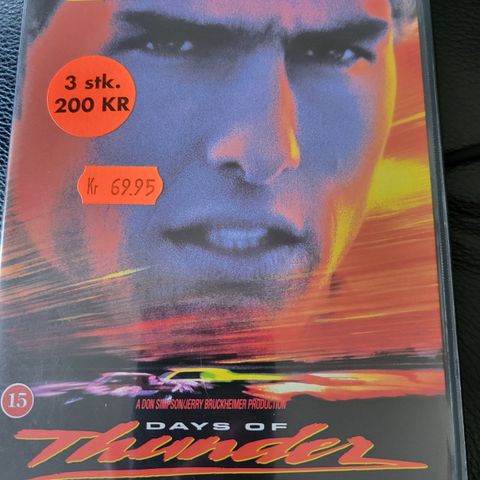 3 stk.
200 KR
Kr 69.95
15
A DON SIMPSON/JERRY BRUCKHEIMER PRODUCTION
DAYS OF
Thunder